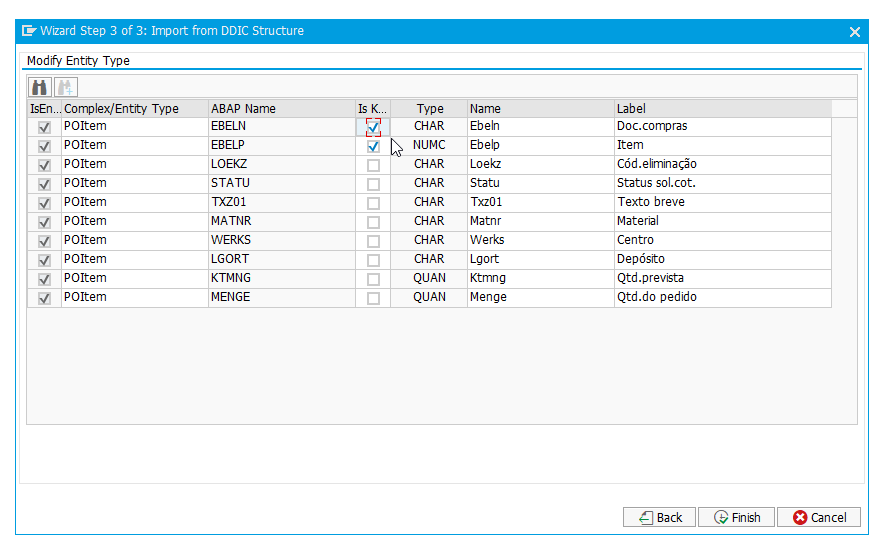 Wizard Step 3 of 3: Import from DDIC Structure
Modify Entity Type
IsEn... Complex/Entity Type ABAP Name Is K... Type Name Label
POItem EBELN CHAR Ebeln Doc.compras
POItem EBELP NUMC Ebelp Item
POItem LOEKZ CHAR Loekz Cód.eliminação
POItem STATU CHAR Statu Status sol.cot.
POItem TXZ01 CHAR Txz01 Texto breve
POItem MATNR CHAR Matnr Material
POItem WERKS CHAR Werks Centro
POItem LGORT CHAR Lgort Depósito
POItem KTMNG QUAN Ktmng Qtd.prevista
POItem MENGE QUAN Menge Qtd.do pedido
Back Finish Cancel